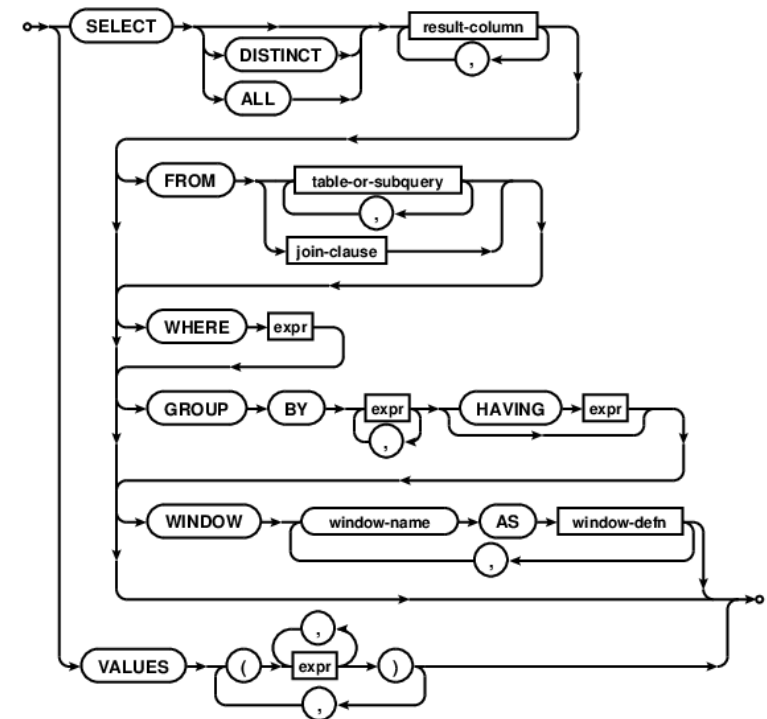 SELECT result-column
DISTINCT ,
ALL
FROM table-or-subquery
,
join-clause
WHERE expr
GROUP BY expr HAVING expr
,
WINDOW window-name AS window-defn
,
,
VALUES ( expr )
,